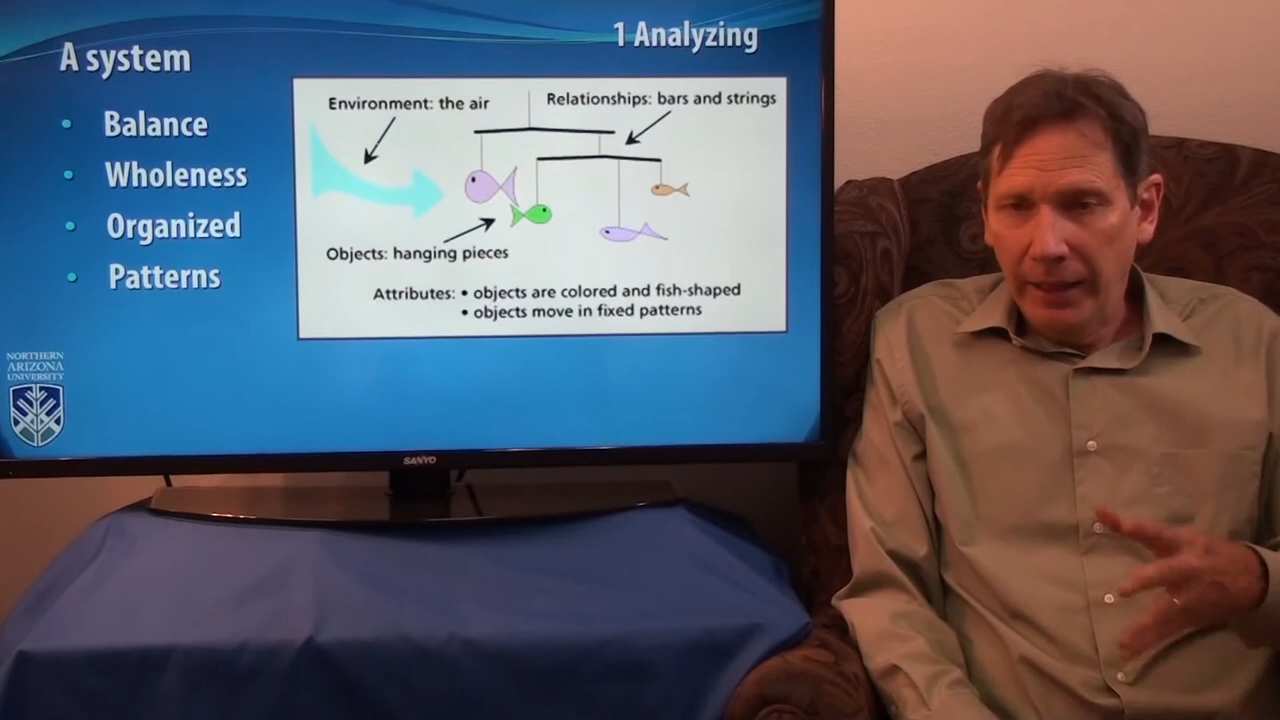 1 Analyzing
A system
• Balance
• Wholeness
• Organized
• Patterns
Environment: the air
Relationships: bars and strings
Objects: hanging pieces
Attributes: • objects are colored and fish-shaped
• objects move in fixed patterns
NORTHERN
ARIZONA
UNIVERSITY
SANYO